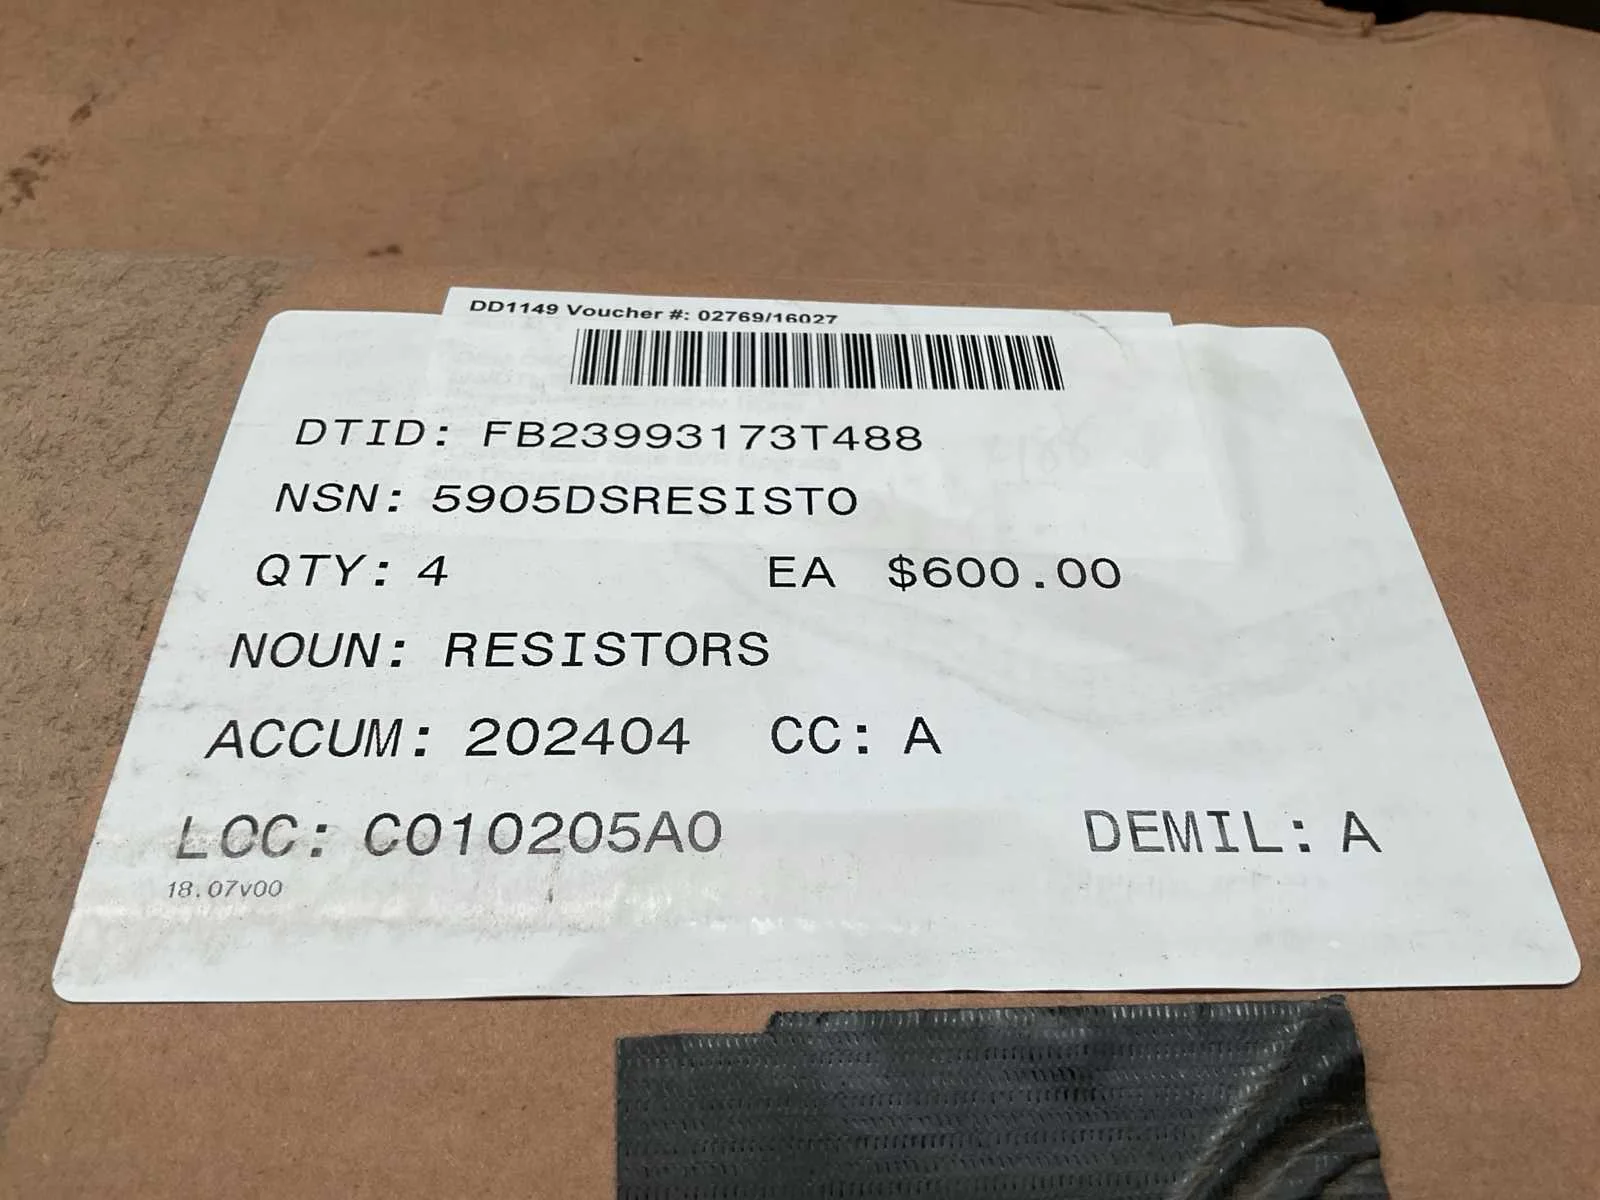 DD1149 Voucher #: 02769/16027
DTID: FB23993173T488
NSN: 5905DSRESISTO
QTY: 4 EA $600.00
NOUN: RESISTORS
ACCUM: 202404 CC: A
LOC: C010205A0 DEMIL: A
18.07v00